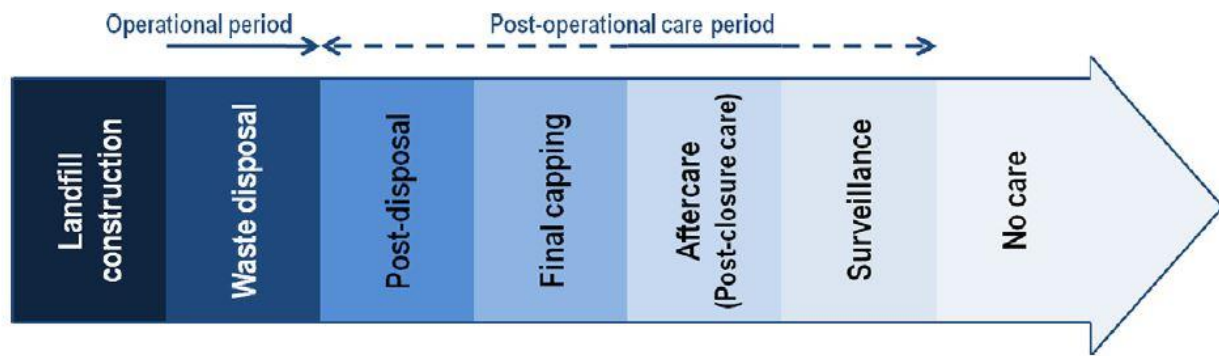 Operational period
Post-operational care period
Landfill
construction
Waste disposal
Post-disposal
Final capping
Aftercare
(Post-closure care)
Surveillance
No care